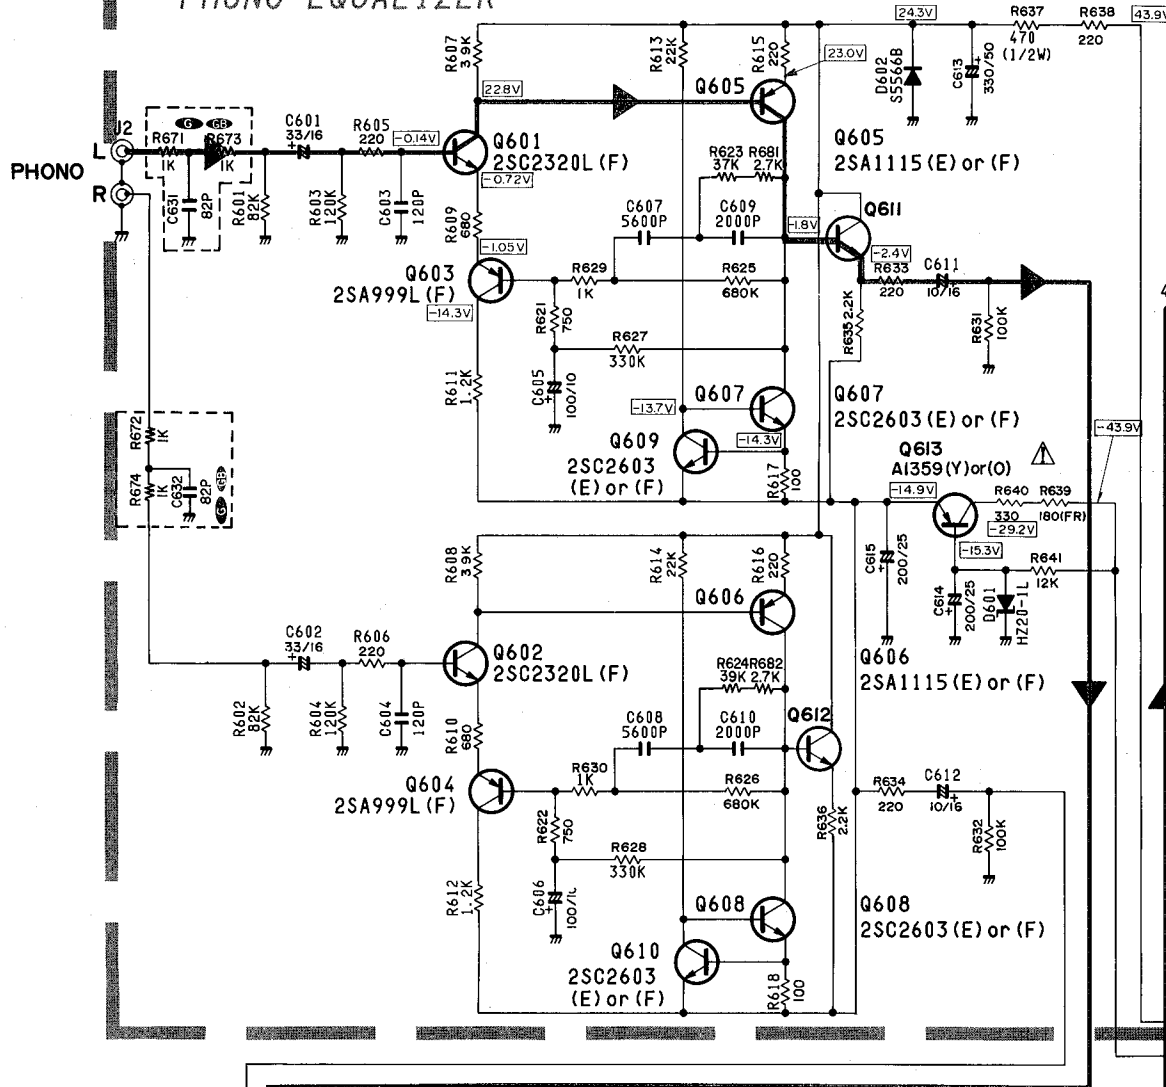 PHONO EQUALIZER
24.3V
R637
470
(1/2W)
R638
220
43.9V
R607
3.9K
R613
22K
R615
220
23.0V
D602
S5566B
C613
330/50
22.8V
Q605
J2
G
GB
R671
1K
R673
1K
C601
33/16
R605
220
-0.14V
Q601
2SC2320L (F)
Q605
2SA1115 (E) or (F)
PHONO
L
R
C631
82P
R601
82K
R603
120K
C603
120P
-0.72V
R609
680
R623
37K
R681
2.7K
C607
5600P
C609
2000P
-1.8V
Q611
-2.4V
-1.05V
Q603
2SA999L (F)
-14.3V
R629
1K
R625
680K
R633
220
C611
10/16
R635 2.2K
R631
100K
R621
750
R627
330K
R611
1.2K
C605
100/10
-13.7V
Q607
Q607
2SC2603 (E) or (F)
-43.9V
Q609
2SC2603
(E) or (F)
-14.3V
R617
100
Q613
A1359 (Y) or (O)
-14.9V
R640
330
R639
180(FR)
-29.2V
-15.3V
R672
1K
R674
1K
C632
82P
GB
G
R608
3.9K
R614
22K
R616
220
C615
200/25
R641
12K
C614
200/25
D601
HZ20-1L
Q606
Q606
2SA1115 (E) or (F)
C602
33/16
R606
220
Q602
2SC2320L (F)
R602
82K
R604
120K
C604
120P
R610
680
R624
39K
R682
2.7K
C608
5600P
C610
2000P
Q612
Q604
2SA999L (F)
R630
1K
R626
680K
R634
220
C612
10/16
R636
2.2K
R632
100K
R622
750
R628
330K
R612
1.2K
C606
Q608
Q608
2SC2603 (E) or (F)
Q610
2SC2603
(E) or (F)
R618
100